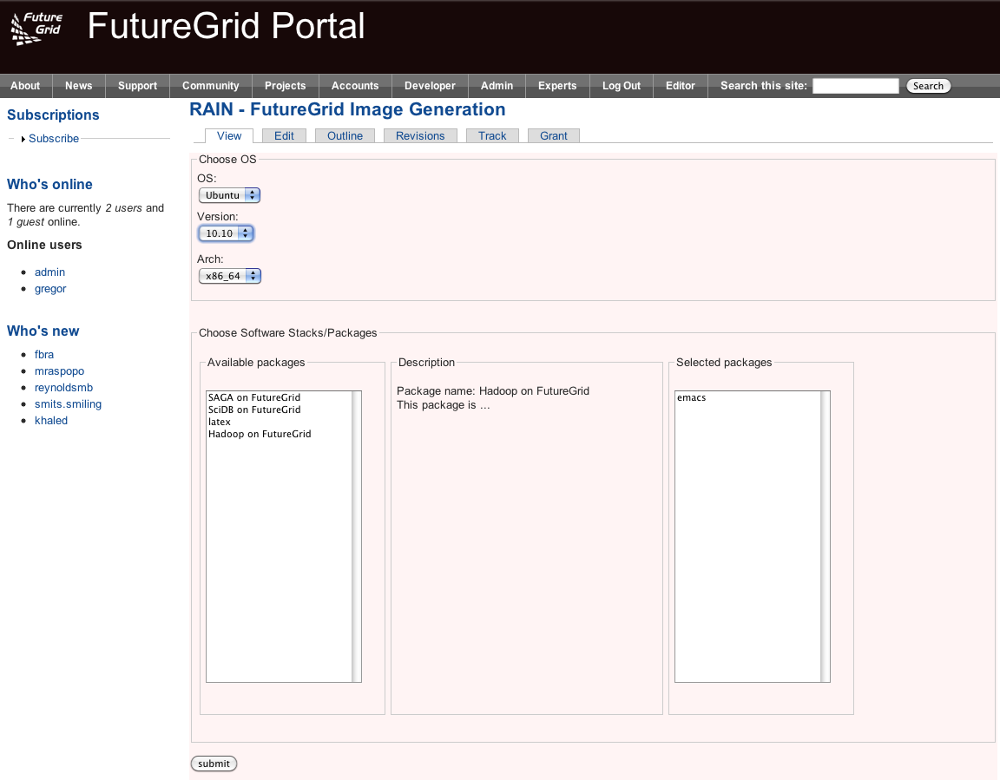 Future
Grid
FutureGrid Portal
About News Support Community Projects Accounts Developer Admin Experts Log Out Editor Search this site: Search
Subscriptions
Subscribe
Who's online
There are currently 2 users and
1 guest online.
Online users
admin
gregor
Who's new
fbra
mraspopo
reynoldsmb
smits.smiling
khaled
RAIN - FutureGrid Image Generation
View Edit Outline Revisions Track Grant
Choose OS
OS:
Ubuntu
Version:
10.10
Arch:
x86_64
Choose Software Stacks/Packages
Available packages
SAGA on FutureGrid
SciDB on FutureGrid
latex
Hadoop on FutureGrid
Description
Package name: Hadoop on FutureGrid
This package is ...
Selected packages
emacs
submit